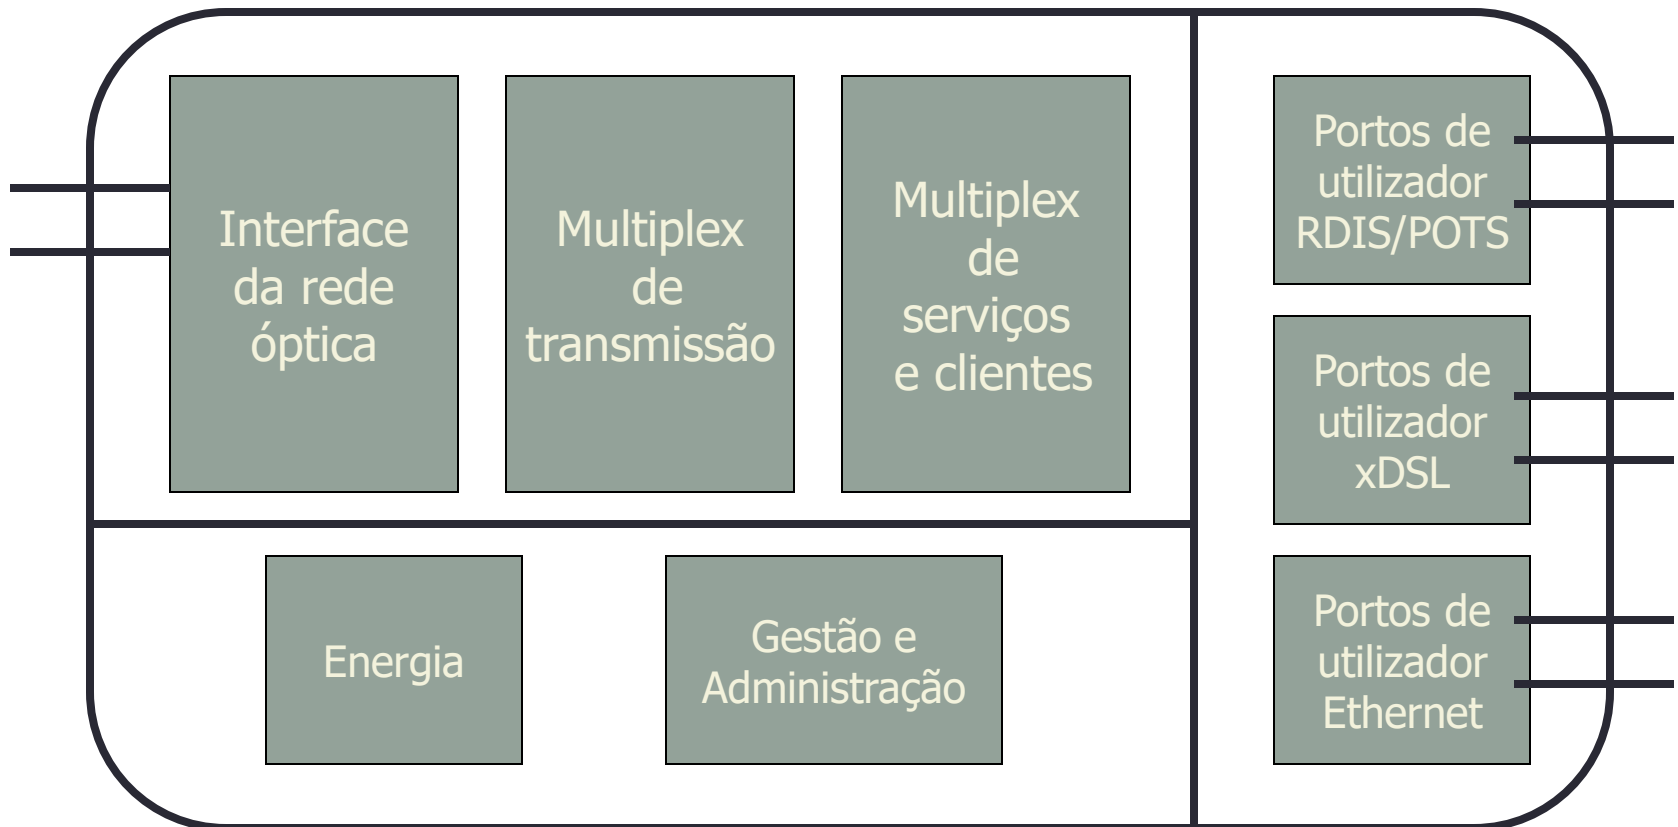 Interface
da rede
óptica
Multiplex
de
transmissão
Multiplex
de
serviços
e clientes
Portos de
utilizador
RDIS/POTS
Portos de
utilizador
xDSL
Energia
Gestão e
Administração
Portos de
utilizador
Ethernet